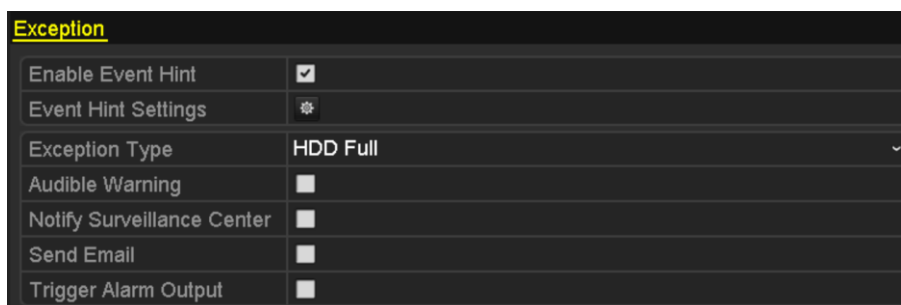 Exception
Enable Event Hint
Event Hint Settings
Exception Type HDD Full
Audible Warning
Notify Surveillance Center
Send Email
Trigger Alarm Output